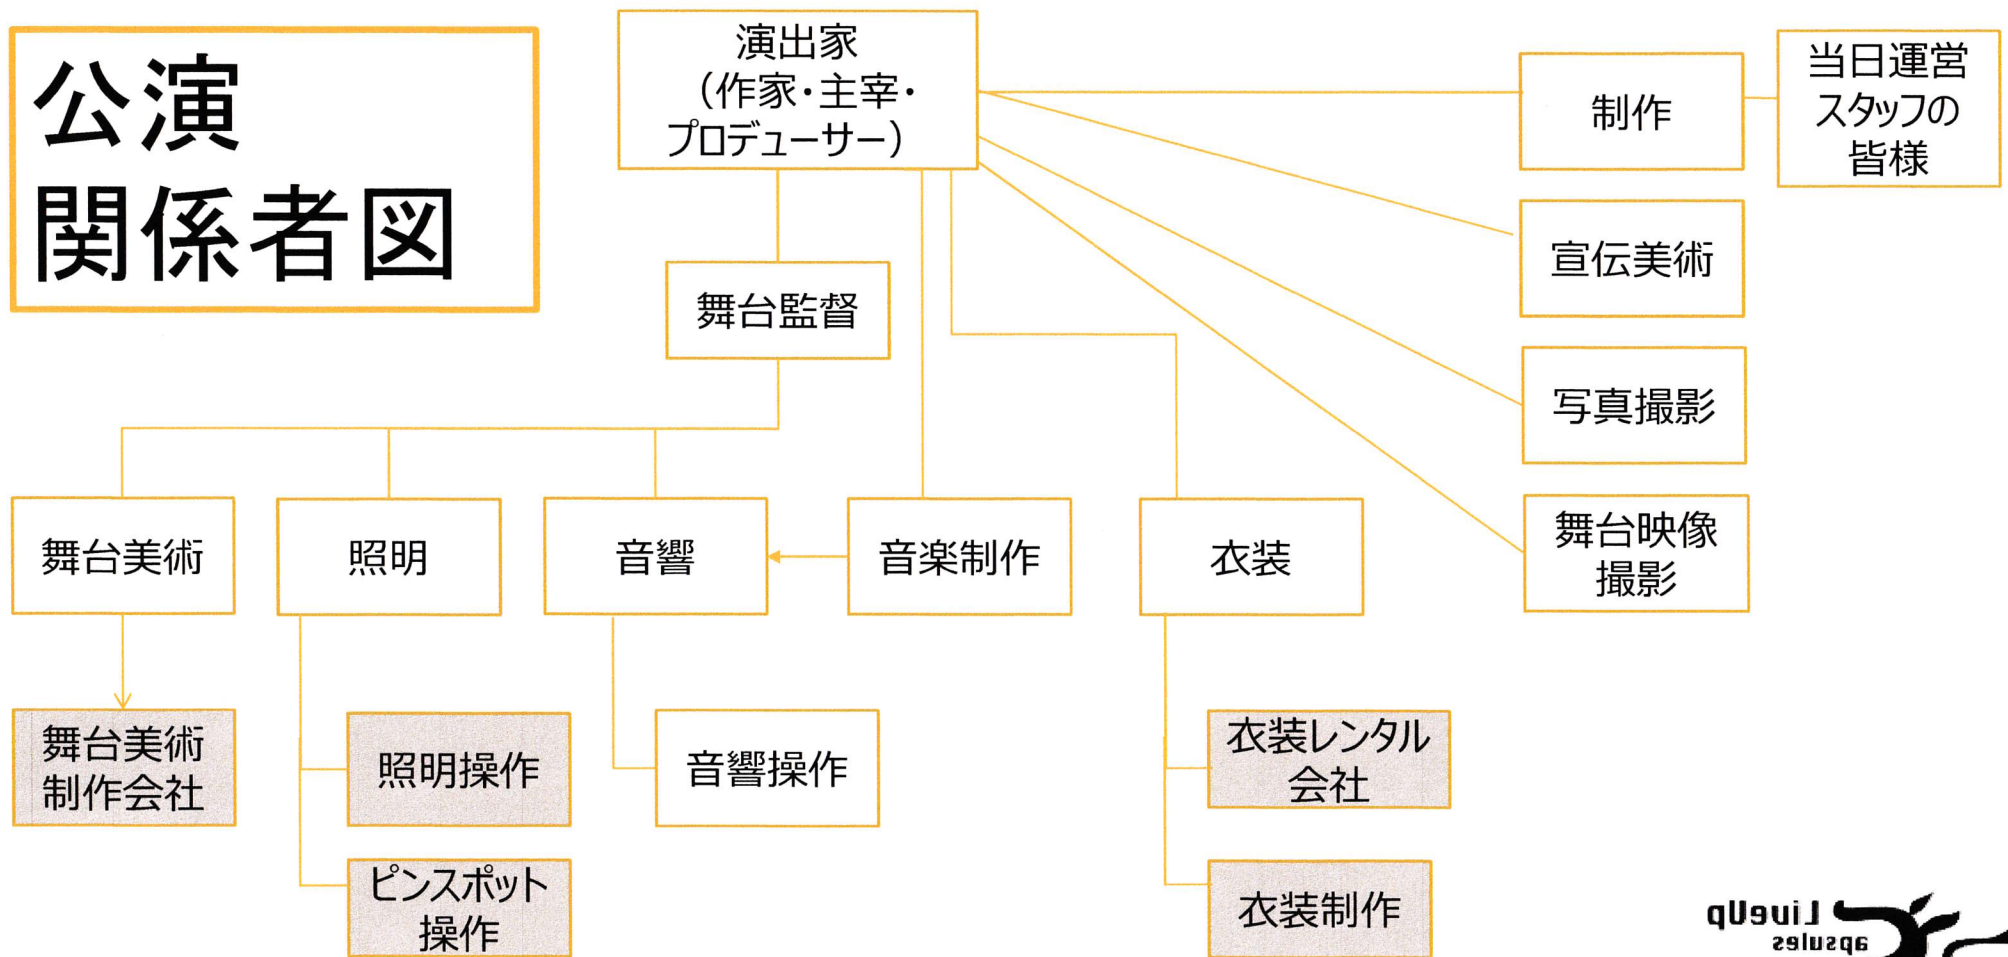 公演
関係者図
演出家
（作家・主宰・
プロデューサー）
制作
当日運営
スタッフの
皆様
宣伝美術
舞台監督
写真撮影
舞台美術
照明
音響
音楽制作
衣装
舞台映像
撮影
舞台美術
制作会社
照明操作
音響操作
衣装レンタル
会社
ピンスポット
操作
衣装制作
LineUp
apsules